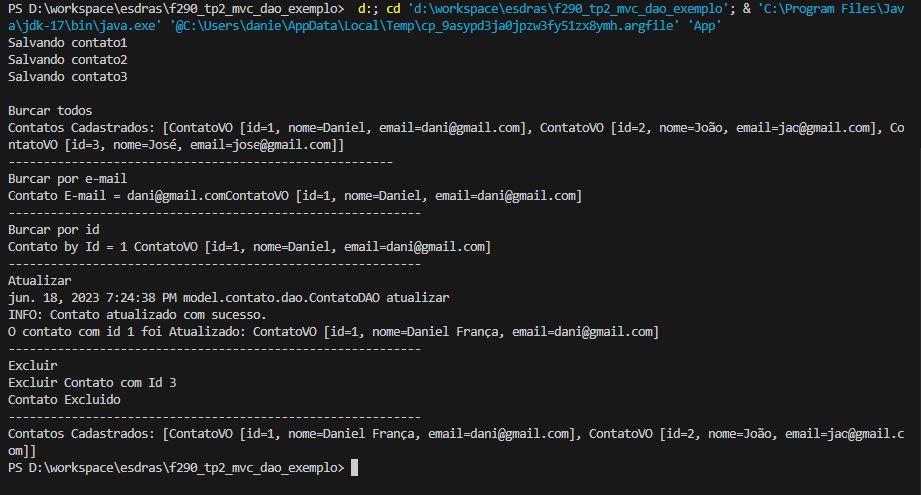 PS D:\workspace\esdras\f290_tp2_mvc_dao_exemplo>  d:; cd 'd:\workspace\esdras\f290_tp2_mvc_dao_exemplo'; & 'C:\Program Files\Jav
a\jdk-17\bin\java.exe' '@C:\Users\danie\AppData\Local\Temp\cp_9asypd3ja0jpzw3fy51zx8ymh.argfile' 'App'
Salvando contato1
Salvando contato2
Salvando contato3
Burcar todos
Contatos Cadastrados: [ContatoVO [id=1, nome=Daniel, email=dani@gmail.com], ContatoVO [id=2, nome=João, email=jao@gmail.com], Co
ntatoVO [id=3, nome=José, email=jose@gmail.com]]
-------------------------------------------------------
Burcar por e-mail
Contato E-mail = dani@gmail.comContatoVO [id=1, nome=Daniel, email=dani@gmail.com]
-----------------------------------------------------------
Burcar por id
Contato by Id = 1 ContatoVO [id=1, nome=Daniel, email=dani@gmail.com]
-----------------------------------------------------------
Atualizar
jun. 18, 2023 7:24:38 PM model.contato.dao.ContatoDAO atualizar
INFO: Contato atualizado com sucesso.
O contato com id 1 foi Atualizado: ContatoVO [id=1, nome=Daniel França, email=dani@gmail.com]
-----------------------------------------------------------
Excluir
Excluir Contato com Id 3
Contato Excluido
-----------------------------------------------------------
Contatos Cadastrados: [ContatoVO [id=1, nome=Daniel França, email=dani@gmail.com], ContatoVO [id=2, nome=João, email=jao@gmail.c
om]]
PS D:\workspace\esdras\f290_tp2_mvc_dao_exemplo>